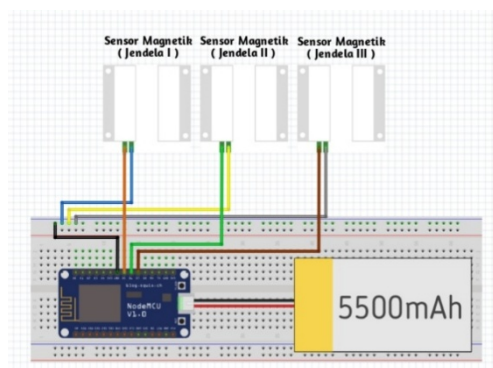 Sensor Magnetik
( Jendela I )
Sensor Magnetik
( Jendela II )
Sensor Magnetik
( Jendela III )
NodeMCU
V1.0
5500mAh